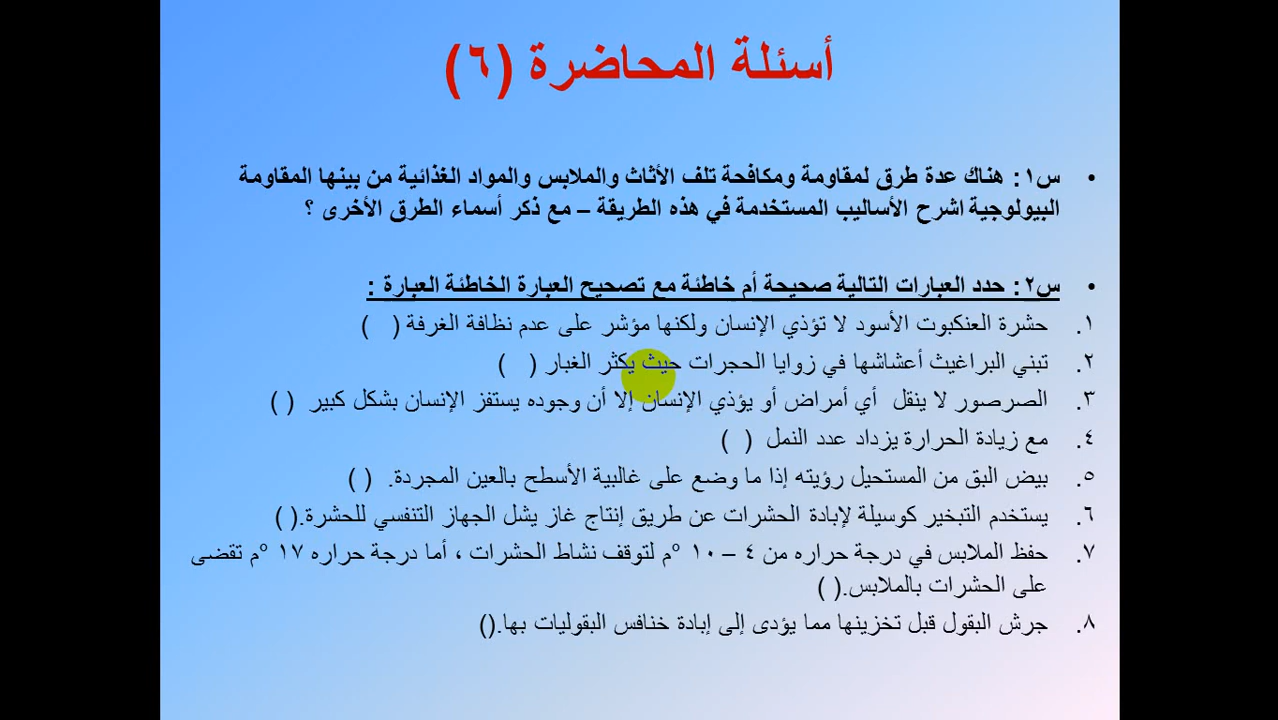 أسئلة المحاضرة (٦)
• س١: هناك عدة طرق لمقاومة ومكافحة تلف الأثاث والملابس والمواد الغذائية من بينها المقاومة
البيولوجية اشرح الأساليب المستخدمة في هذه الطريقة – مع ذكر أسماء الطرق الأخرى ؟
• س٢: حدد العبارات التالية صحيحة أم خاطئة مع تصحيح العبارة الخاطئة العبارة :
١. حشرة العنكبوت الأسود لا تؤذي الإنسان ولكنها مؤشر على عدم نظافة الغرفة ( )
٢. تبني البراغيث أعشاشها في زوايا الحجرات حيث يكثر الغبار ( )
٣. الصرصور لا ينقل أي أمراض أو يؤذي الإنسان إلا أن وجوده يستفز الإنسان بشكل كبير ( )
٤. مع زيادة الحرارة يزداد عدد النمل ( )
٥. بيض البق من المستحيل رؤيته إذا ما وضع على غالبية الأسطح بالعين المجردة. ( )
٦. يستخدم التبخير كوسيلة لإبادة الحشرات عن طريق إنتاج غاز يشل الجهاز التنفسي للحشرة.( )
٧. حفظ الملابس في درجة حراره من ٤ – ١٠ °م لتوقف نشاط الحشرات ، أما درجة حراره ١٧ °م تقضى
على الحشرات بالملابس.( )
٨. جرش البقول قبل تخزينها مما يؤدى إلى إبادة خنافس البقوليات بها.()